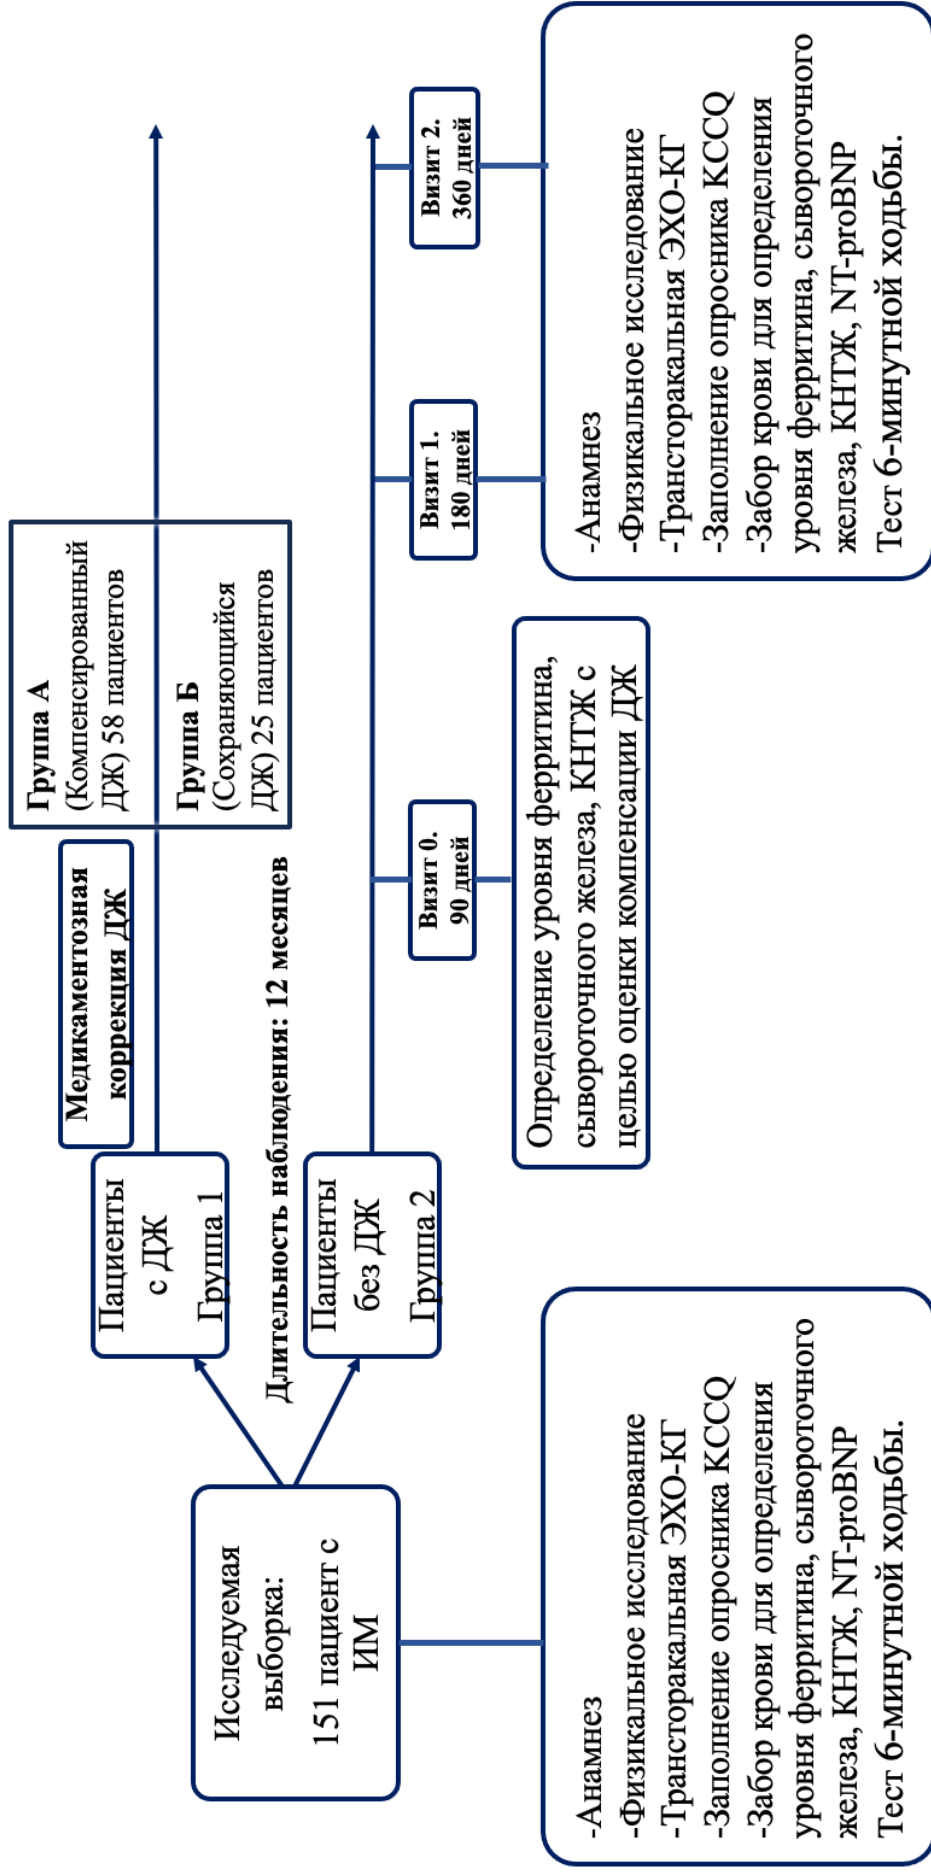 Исследуемая
выборка:
151 пациент с
ИМ
-Анамнез
-Физикальное исследование
-Трансторакальная ЭХО-КГ
-Заполнение опросника KCCQ
-Забор крови для определения
уровня ферритина, сывороточного
железа, КНТЖ, NT-proBNP
Тест 6-минутной ходьбы.
Пациенты
с ДЖ
Группа 1
Медикаментозная
коррекция ДЖ
Группа А
(Компенсированный
ДЖ) 58 пациентов
Группа Б
(Сохраняющийся
ДЖ) 25 пациентов
Длительность наблюдения: 12 месяцев
Пациенты
без ДЖ
Группа 2
Визит 0.
90 дней
Определение уровня ферритина,
сывороточного железа, КНТЖ с
целью оценки компенсации ДЖ
Визит 1.
180 дней
Визит 2.
360 дней
-Анамнез
-Физикальное исследование
-Трансторакальная ЭХО-КГ
-Заполнение опросника KCCQ
-Забор крови для определения
уровня ферритина, сывороточного
железа, КНТЖ, NT-proBNP
Тест 6-минутной ходьбы.